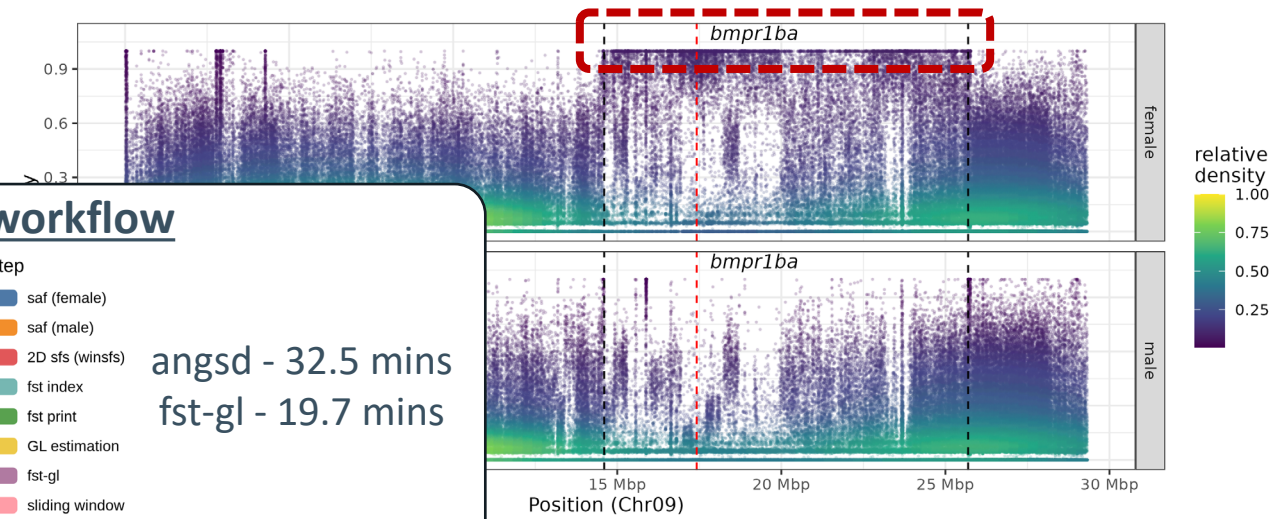 bmpr1ba
0.9
0.6
0.3
y
female
relative
density
1.00
0.75
0.50
0.25
bmpr1ba
male
15 Mbp
20 Mbp
25 Mbp
30 Mbp
Position (Chr09)
workflow
tep
saf (female)
saf (male)
2D sfs (winsfs)
fst index
fst print
GL estimation
fst-gl
sliding window
angsd - 32.5 mins
fst-gl - 19.7 mins